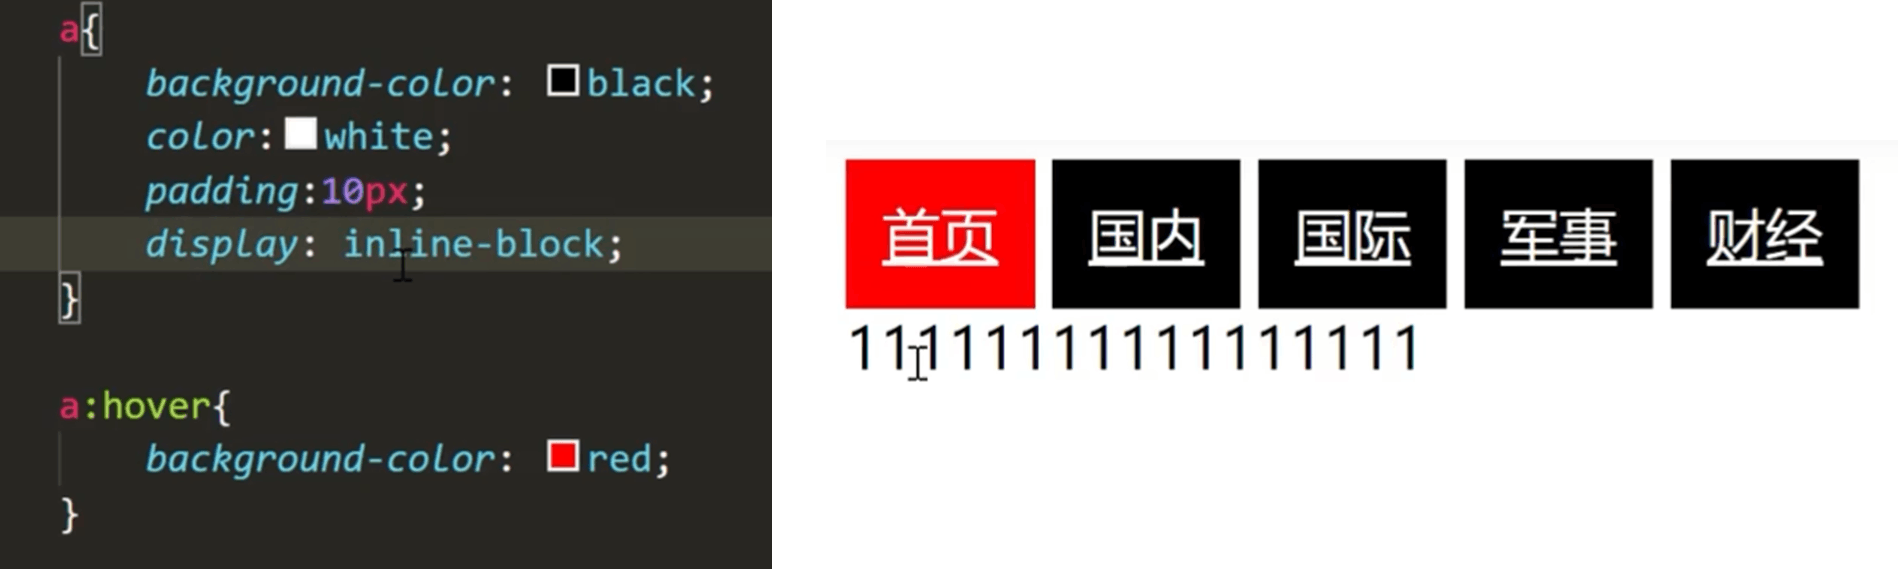 a{
background-color: black;
color:white;
padding:10px;
display: inline-block;
}
a:hover{
background-color: red;
}
首页 国内 国际 军事 财经
11111111111111111